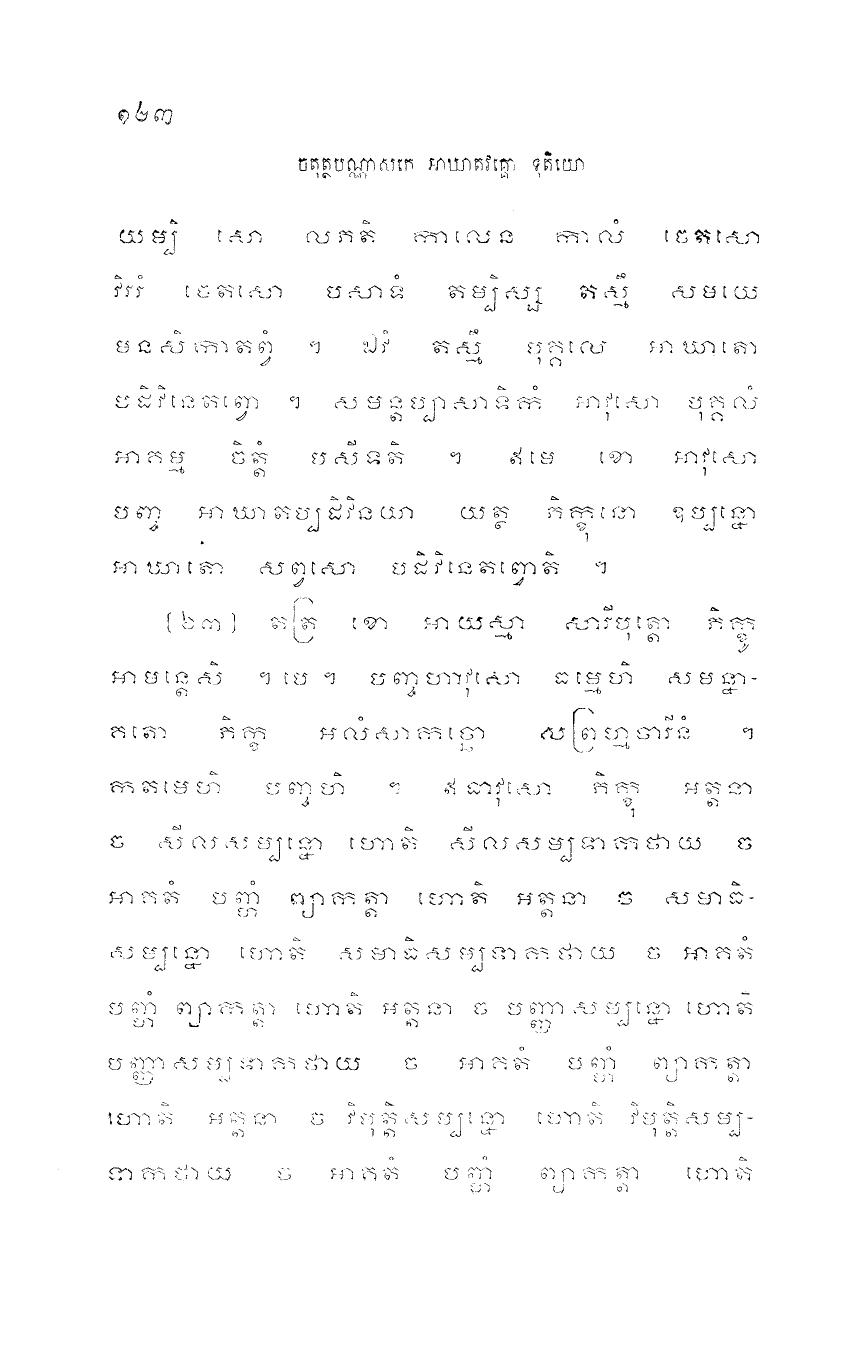 ១៤៣
ចតុត្ថបណ្ណាសកេ អាឃាតវគ្គោ ទុតិយោ
យម្បិ សោ លភតិ កាលេន កាលំ ចេតសោ
វិវរំ ចេតសោ បសាទំ តម្បិស្ស តស្មឹ សមយេ
មនសិកាតព្វំ ។ ឯវំ តស្មឹ បុគ្គលេ អាឃាតោ
បដិវិនេតព្វោ ។ សមន្តប្បាសាទិកំ អាវុសោ បុគ្គលំ
អាគម្ម ចិត្តំ បសីទតិ ។ ឥមេ ខោ អាវុសោ
បញ្ច អាឃាតប្បដិវិនយា យត្ថ ភិក្ខុនោ ឧប្បន្នោ
អាឃាតោ សព្វសោ បដិវិនេតព្វោតិ ។
[២៣] តត្រ ខោ អាយស្មា សារីបុត្តោ ភិក្ខូ
អាមន្តេសិ ។ បេ ។ បញ្ចហាវុសោ ធម្មេហិ សមន្នា-
គតោ ភិក្ខុ អលំសាកច្ឆោ សព្រហ្មចារីនំ ។
កតមេហិ បញ្ចហិ ។ ឥធាវុសោ ភិក្ខុ អត្តនា
ច សីលសម្បន្នោ ហោតិ សីលសម្បទាកថាយ ច
អាគតំ បញ្ហំ ព្យាកត្តា ហោតិ អត្តនា ច សមាធិ-
សម្បន្នោ ហោតិ សមាធិសម្បទាកថាយ ច អាគតំ
បញ្ហំ ព្យាកត្តា ហោតិ អត្តនា ច បញ្ញាសម្បន្នោ ហោតិ
បញ្ញាសម្បទាកថាយ ច អាគតំ បញ្ហំ ព្យាកត្តា
ហោតិ អត្តនា ច វិមុត្តិសម្បន្នោ ហោតិ វិមុត្តិសម្ប-
ទាកថាយ ច អាគតំ បញ្ហំ ព្យាកត្តា ហោតិ